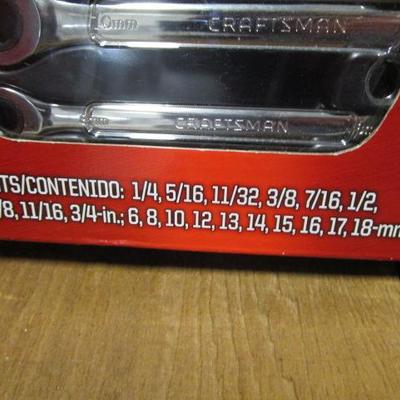 0mm CRAFTSMAN
CRAFTSMAN
TS/CONTENIDO: 1/4, 5/16, 11/32, 3/8, 7/16, 1/2,
/8, 11/16, 3/4-in.; 6, 8, 10, 12, 13, 14, 15, 16, 17, 18-mm